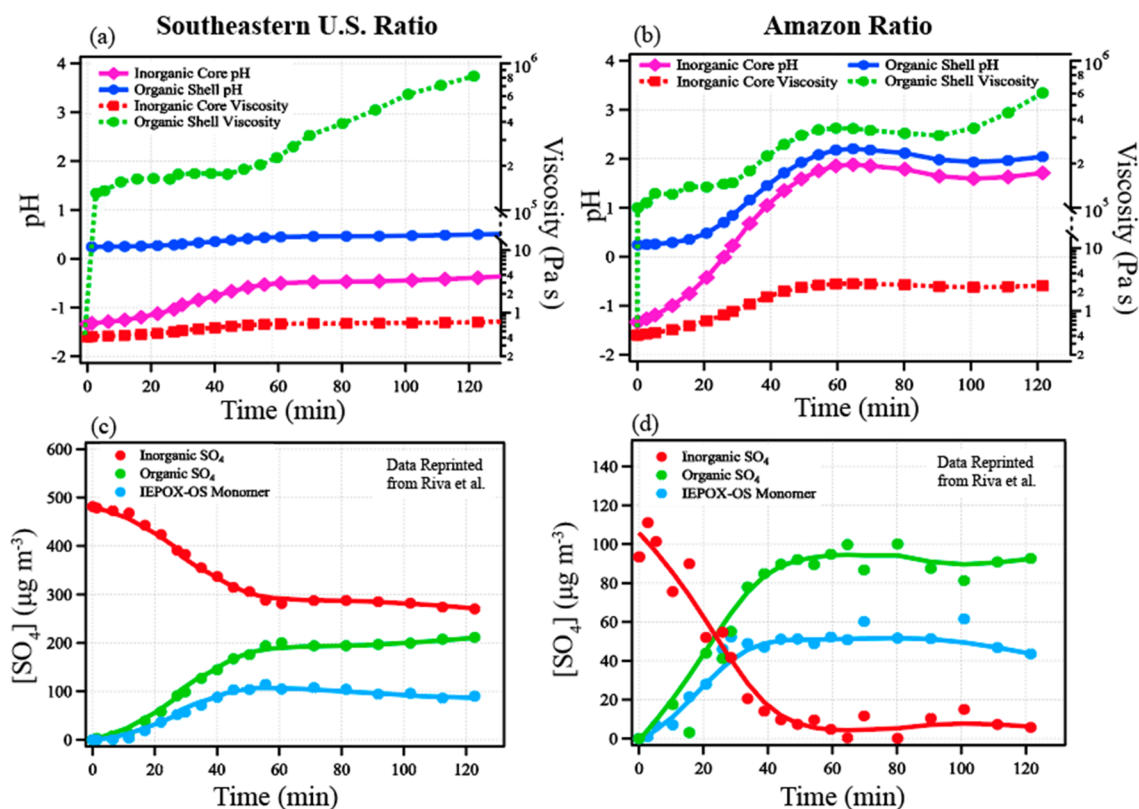 Southeastern U.S. Ratio
Amazon Ratio
(a)
Inorganic Core pH
Organic Shell pH
Inorganic Core Viscosity
Organic Shell Viscosity
pH
4
3
2
1
0
-1
-2
0
20
40
60
80
100
120
Time (min)
10⁶
8
6
4
2
10⁵
10
8
6
4
2
1
8
6
4
2
Viscosity (Pa s)
(b)
Inorganic Core pH
Organic Shell pH
Inorganic Core Viscosity
Organic Shell Viscosity
pH
4
3
2
1
0
-1
-2
0
20
40
60
80
100
120
Time (min)
10⁶
8
6
4
2
10⁵
10
8
6
4
2
1
8
6
4
2
Viscosity (Pa s)
(c)
Inorganic SO₄
Organic SO₄
IEPOX-OS Monomer
Data Reprinted
from Riva et al.
[SO₄] (µg m⁻³)
600
500
400
300
200
100
0
0
20
40
60
80
100
120
Time (min)
(d)
Inorganic SO₄
Organic SO₄
IEPOX-OS Monomer
Data Reprinted
from Riva et al.
[SO₄] (µg m⁻³)
140
120
100
80
60
40
20
0
0
20
40
60
80
100
120
Time (min)